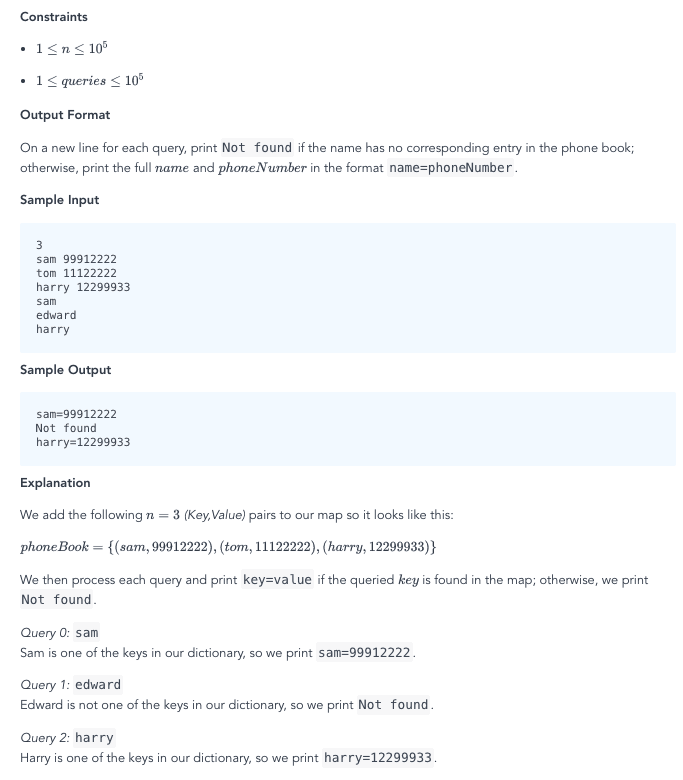 Constraints
• 1 ≤ n ≤ 10⁵
• 1 ≤ queries ≤ 10⁵
Output Format
On a new line for each query, print Not found if the name has no corresponding entry in the phone book;
otherwise, print the full name and phoneNumber in the format name=phoneNumber.
Sample Input
3
sam 99912222
tom 11122222
harry 12299933
sam
edward
harry
Sample Output
sam=99912222
Not found
harry=12299933
Explanation
We add the following n = 3 (Key,Value) pairs to our map so it looks like this:
phoneBook = {(sam, 99912222), (tom, 11122222), (harry, 12299933)}
We then process each query and print key=value if the queried key is found in the map; otherwise, we print
Not found.
Query 0: sam
Sam is one of the keys in our dictionary, so we print sam=99912222.
Query 1: edward
Edward is not one of the keys in our dictionary, so we print Not found.
Query 2: harry
Harry is one of the keys in our dictionary, so we print harry=12299933.